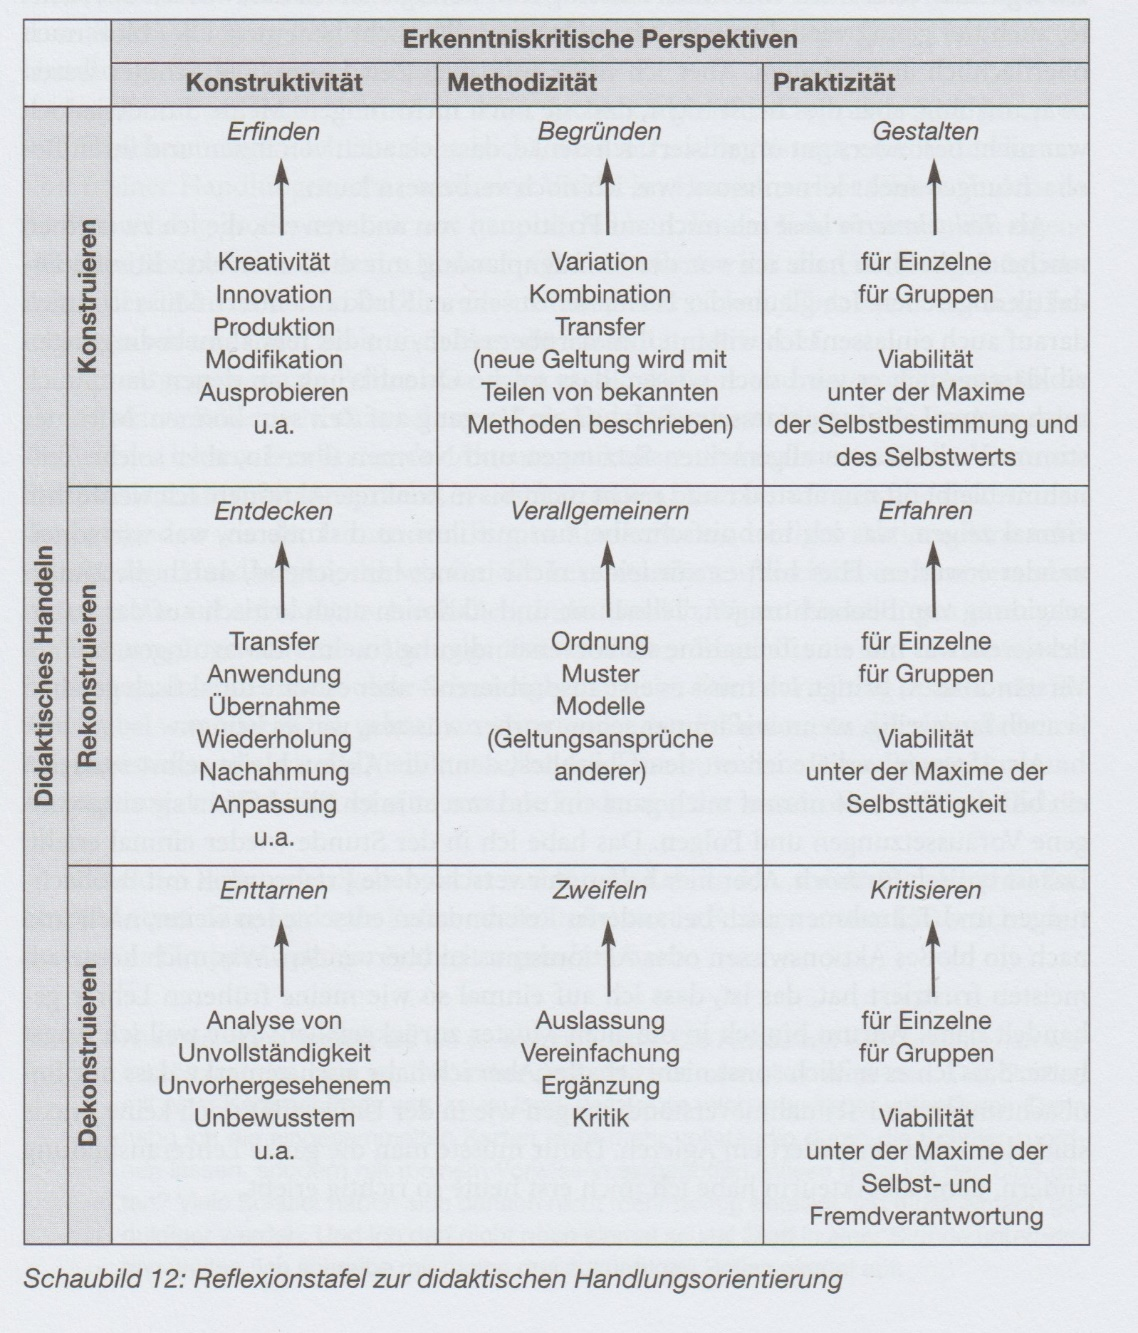 Erkenntniskritische Perspektiven
Konstruktivität
Methodizität
Praktizität
Didaktisches Handeln
Konstruieren
Erfinden
Kreativität
Innovation
Produktion
Modifikation
Ausprobieren
u.a.
Begründen
Variation
Kombination
Transfer
(neue Geltung wird mit
Teilen von bekannten
Methoden beschrieben)
Gestalten
für Einzelne
für Gruppen
Viabilität
unter der Maxime
der Selbstbestimmung und
des Selbstwerts
Rekonstruieren
Entdecken
Transfer
Anwendung
Übernahme
Wiederholung
Nachahmung
Anpassung
u.a.
Verallgemeinern
Ordnung
Muster
Modelle
(Geltungsansprüche
anderer)
Erfahren
für Einzelne
für Gruppen
Viabilität
unter der Maxime der
Selbsttätigkeit
Dekonstruieren
Enttarnen
Analyse von
Unvollständigkeit
Unvorhergesehenem
Unbewusstem
u.a.
Zweifeln
Auslassung
Vereinfachung
Ergänzung
Kritik
Kritisieren
für Einzelne
für Gruppen
Viabilität
unter der Maxime der
Selbst- und
Fremdverantwortung
Schaubild 12: Reflexionstafel zur didaktischen Handlungsorientierung